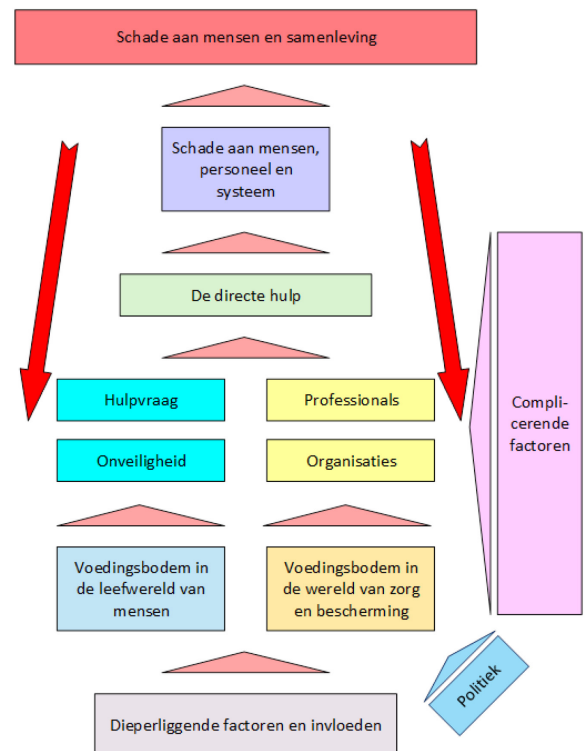 Schade aan mensen en samenleving
Schade aan mensen,
personeel en
systeem
De directe hulp
Hulpvraag
Professionals
Onveiligheid
Organisaties
Compli-
cerende
factoren
Voedingsbodem in
de leefwereld van
mensen
Voedingsbodem in
de wereld van zorg
en bescherming
Politiek
Dieperliggende factoren en invloeden